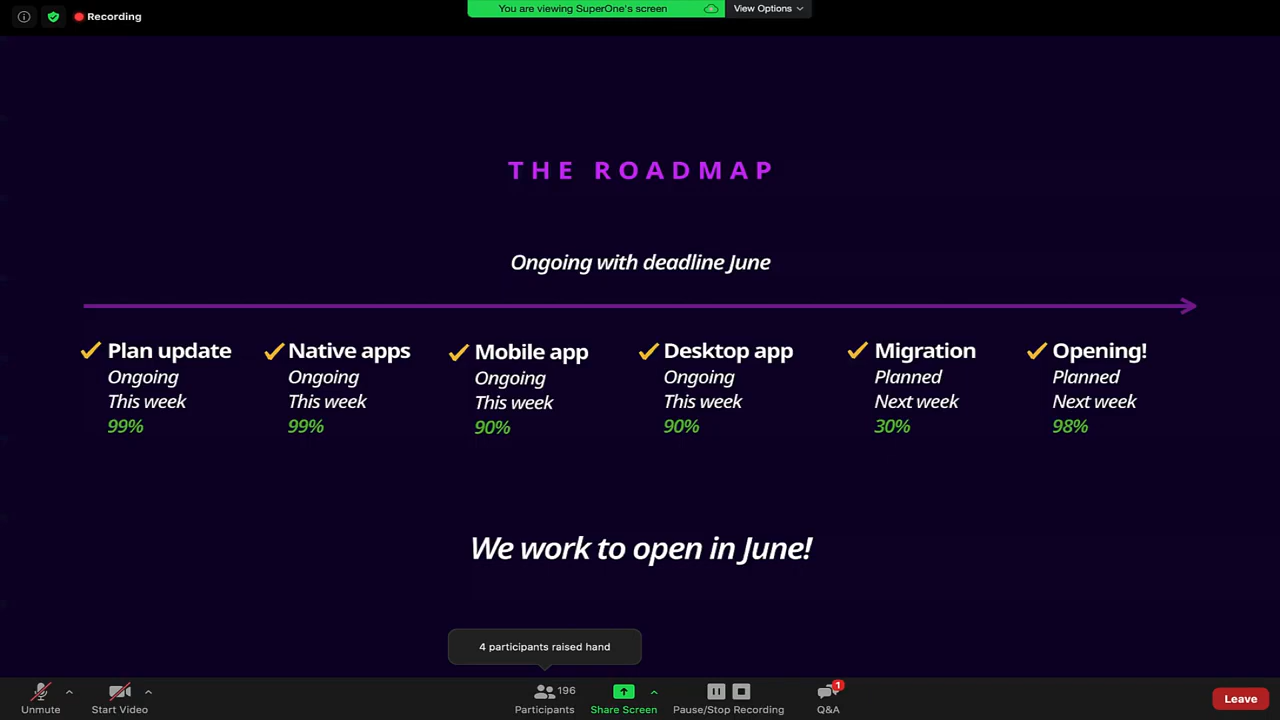 Recording
You are viewing SuperOne's screen
View Options
THE ROADMAP
Ongoing with deadline June
Plan update
Ongoing
This week
99%
Native apps
Ongoing
This week
99%
Mobile app
Ongoing
This week
90%
Desktop app
Ongoing
This week
90%
Migration
Planned
Next week
30%
Opening!
Planned
Next week
98%
We work to open in June!
4 participants raised hand
Unmute
Start Video
196
Participants
Share Screen
Pause/Stop Recording
1
Q&A
Leave